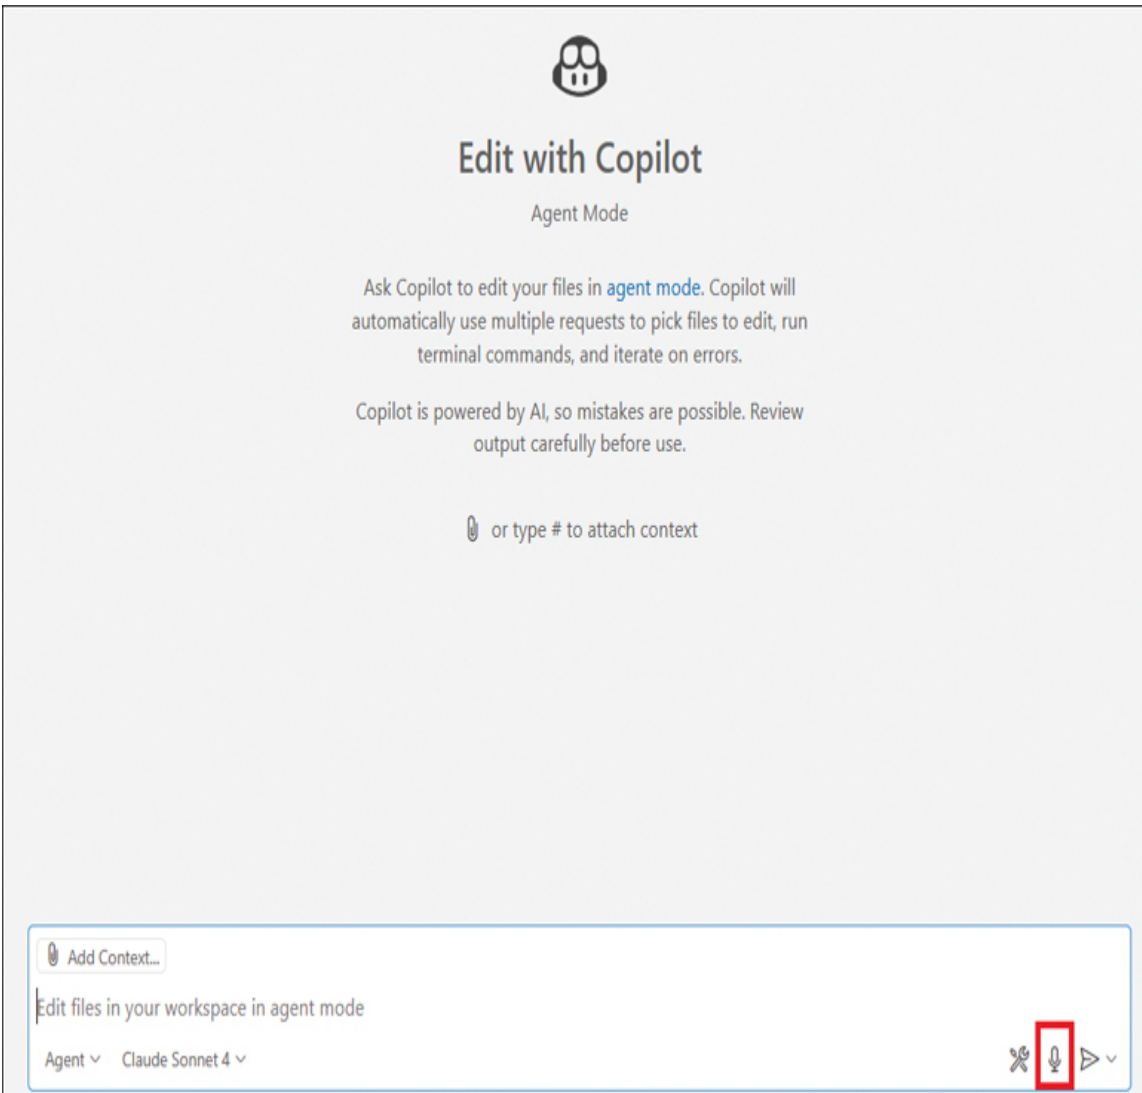 Edit with Copilot
Agent Mode
Ask Copilot to edit your files in agent mode. Copilot will
automatically use multiple requests to pick files to edit, run
terminal commands, and iterate on errors.
Copilot is powered by AI, so mistakes are possible. Review
output carefully before use.
or type # to attach context
Add Context...
Edit files in your workspace in agent mode
Agent Claude Sonnet 4